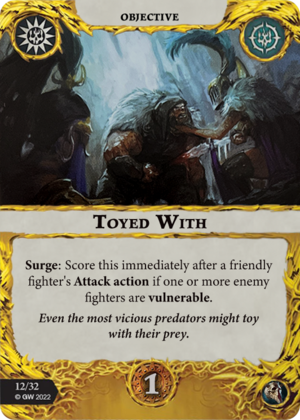 OBJECTIVE
Toyed With
Surge: Score this immediately after a friendly
fighter's Attack action if one or more enemy
fighters are vulnerable.
Even the most vicious predators might toy
with their prey.
12/32
© GW 2022
1